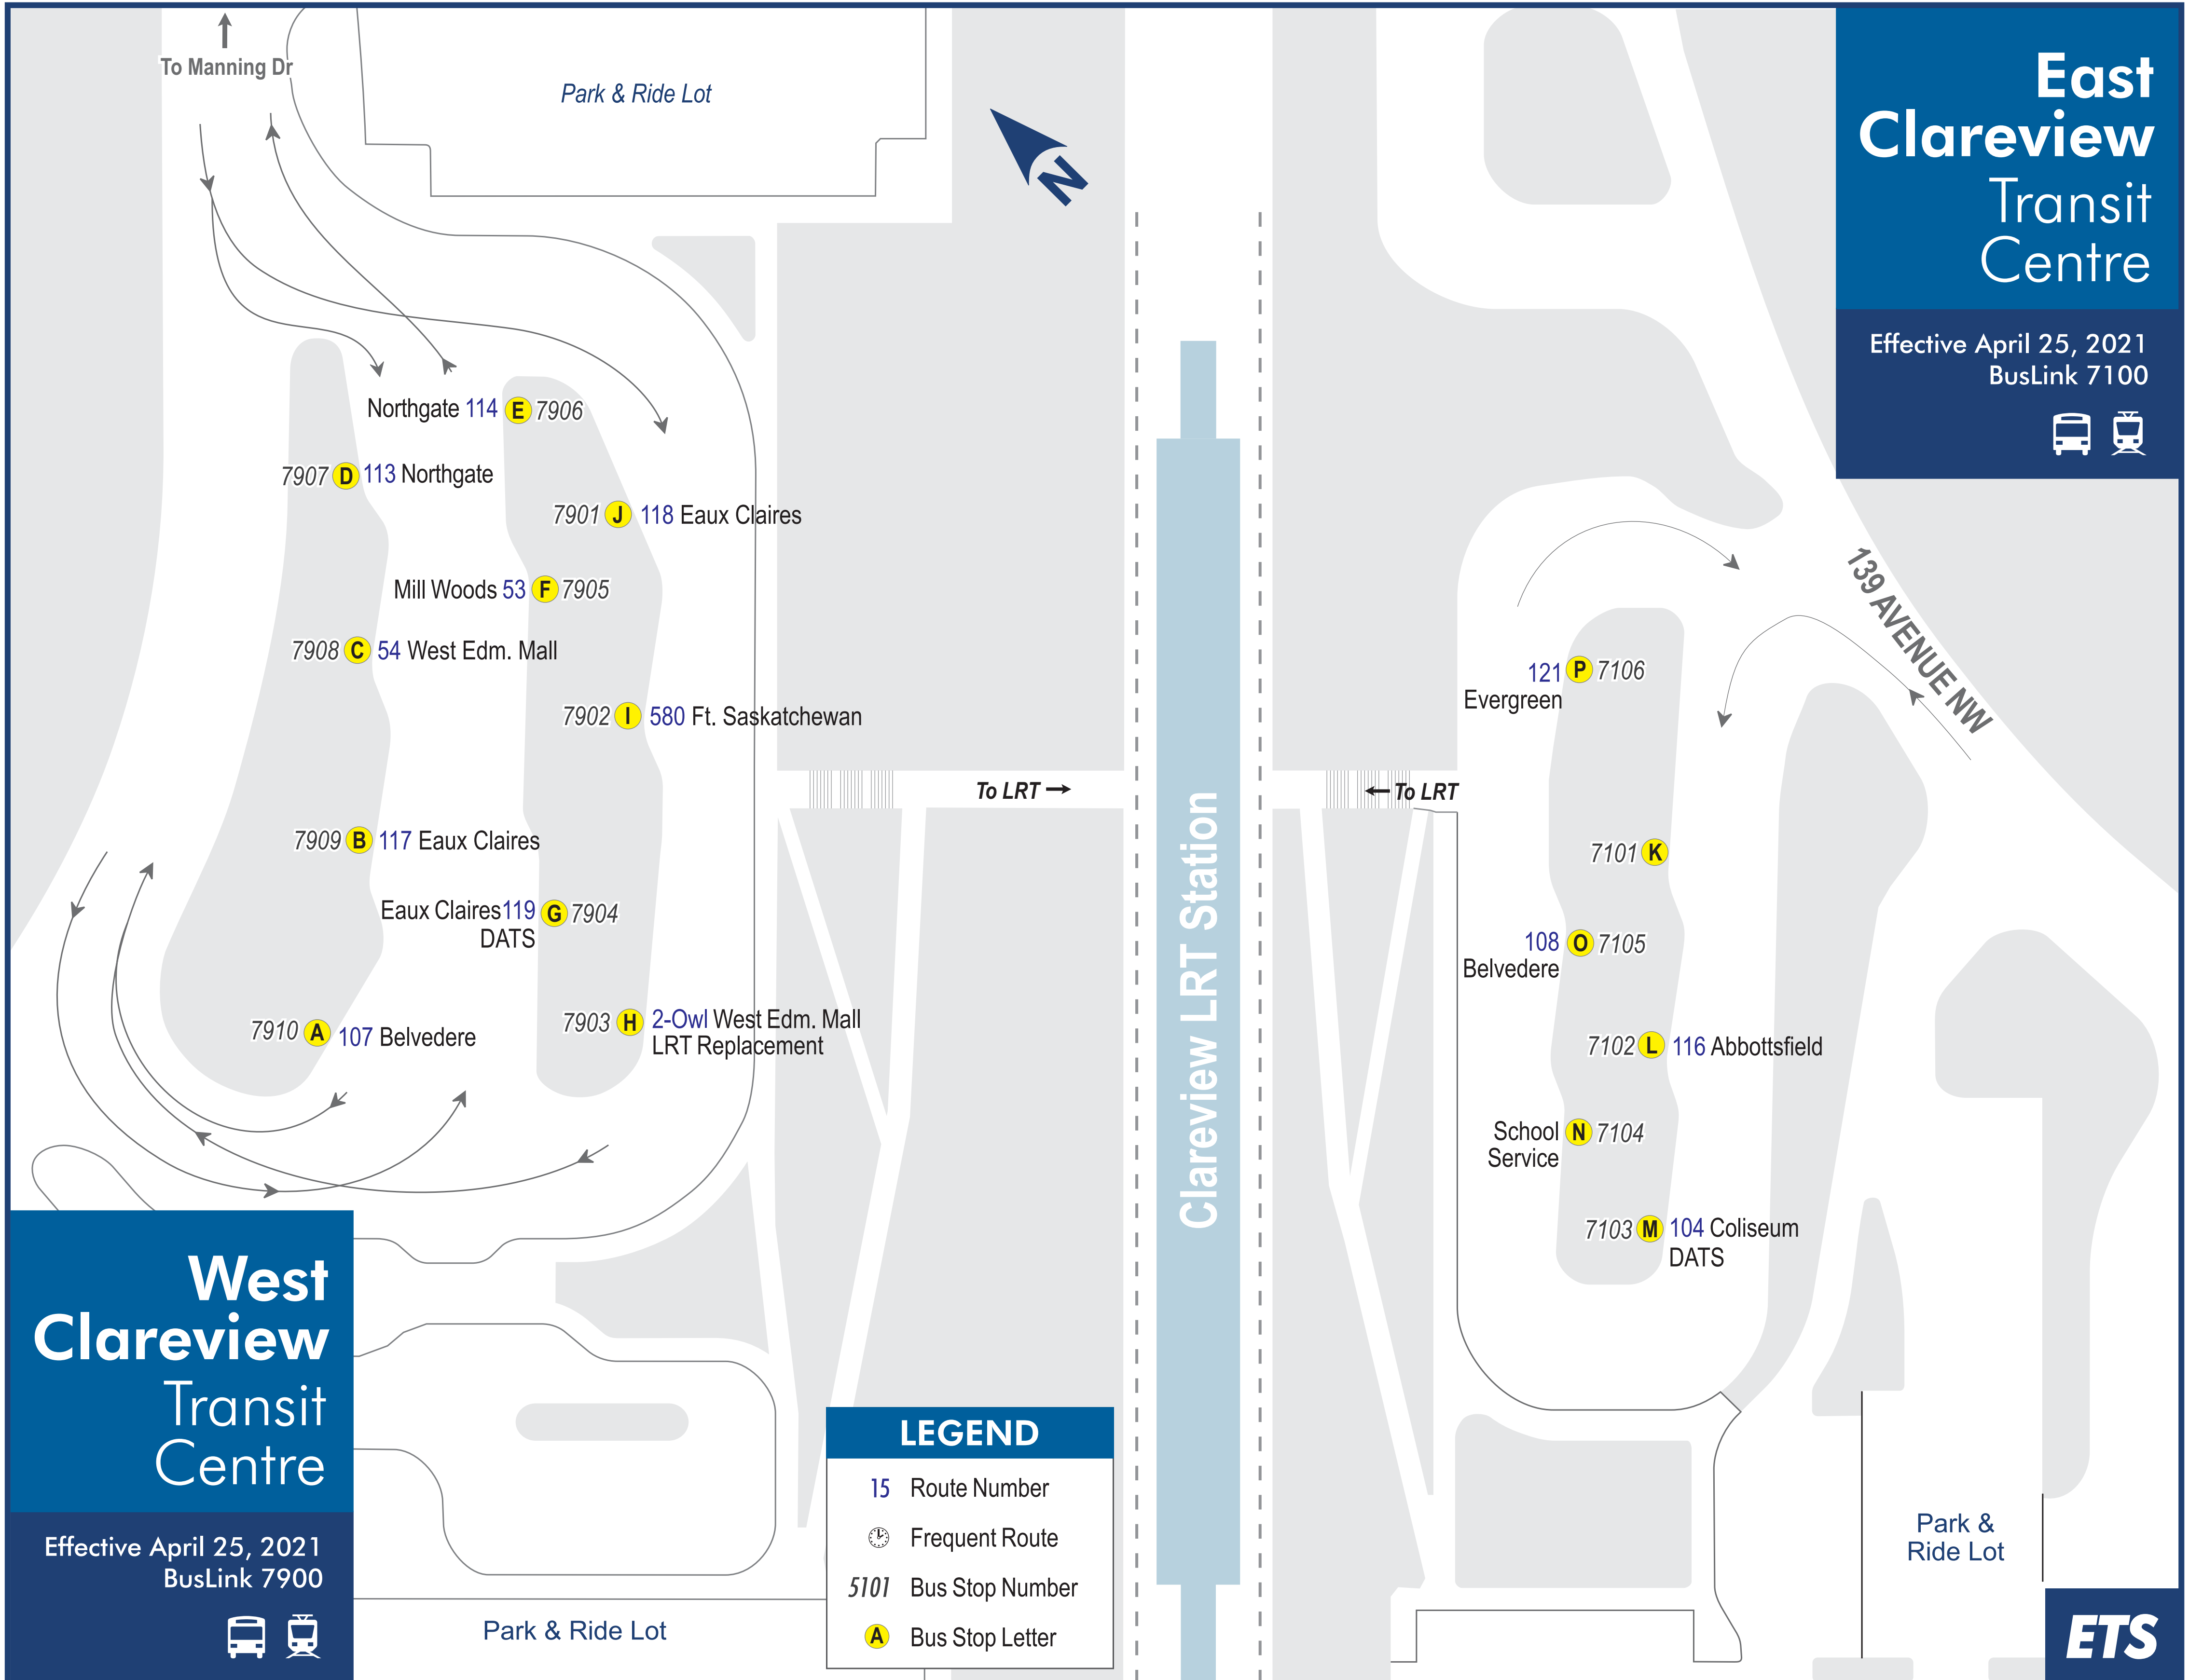 To Manning Dr
Park & Ride Lot
N
East
Clareview
Transit
Centre
Effective April 25, 2021
BusLink 7100
Northgate 114 E 7906
7907 D 113 Northgate
7901 J 118 Eaux Claires
Mill Woods 53 F 7905
7908 C 54 West Edm. Mall
7902 I 580 Ft. Saskatchewan
To LRT
7909 B 117 Eaux Claires
Eaux Claires119 G 7904
DATS
7910 A 107 Belvedere
7903 H 2-Owl West Edm. Mall
LRT Replacement
Clareview LRT Station
139 AVENUE NW
121 P 7106
Evergreen
To LRT
7101 K
108 O 7105
Belvedere
7102 L 116 Abbottsfield
School N 7104
Service
7103 M 104 Coliseum
DATS
West
Clareview
Transit
Centre
Effective April 25, 2021
BusLink 7900
Park & Ride Lot
LEGEND
15 Route Number
Frequent Route
5101 Bus Stop Number
A Bus Stop Letter
Park &
Ride Lot
ETS